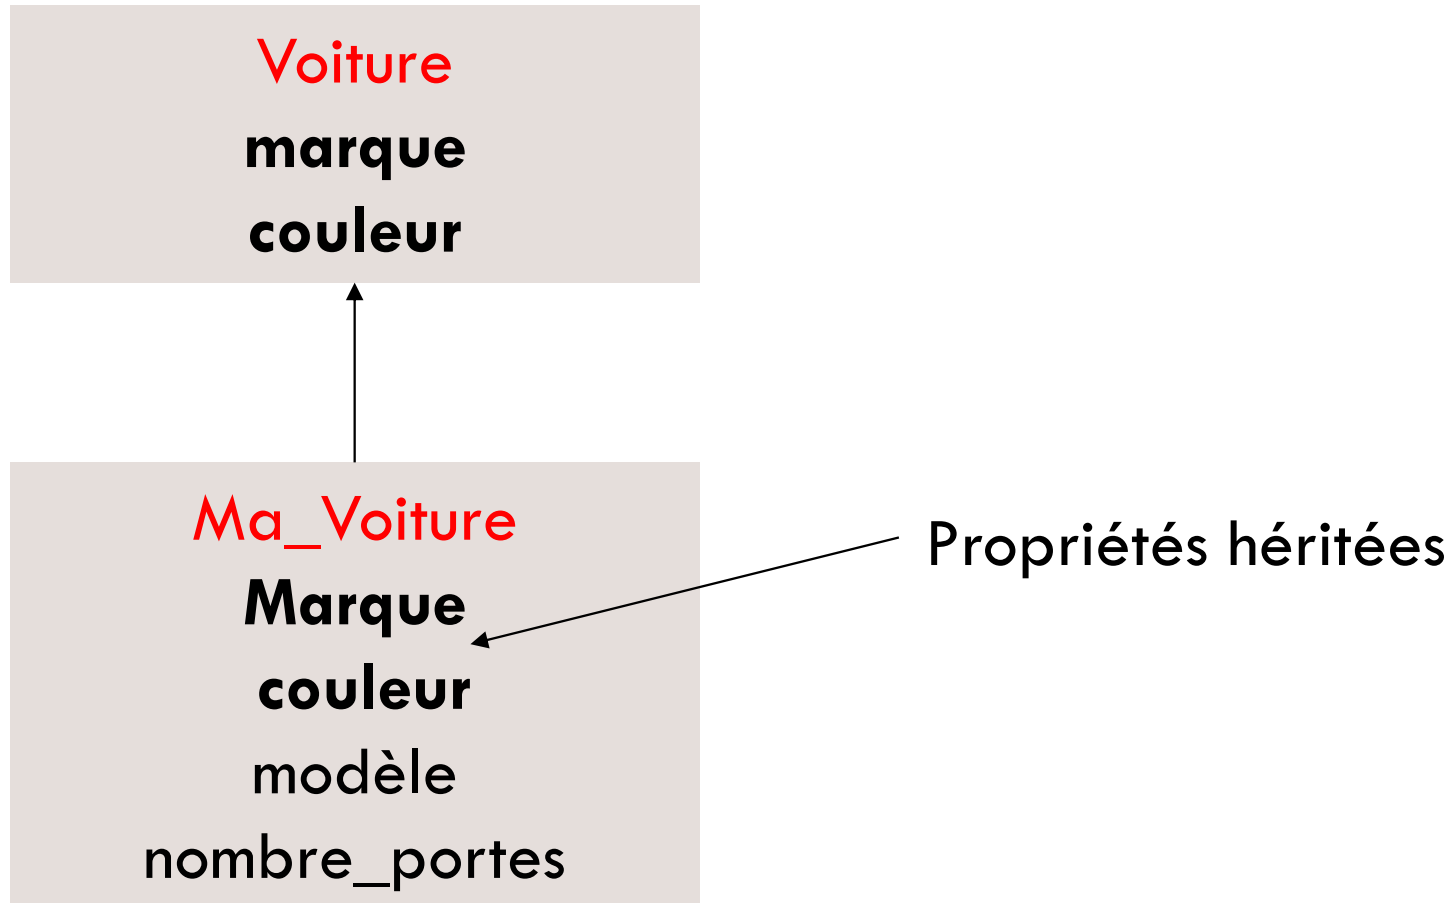 Voiture
marque
couleur
Ma_Voiture
Marque
couleur
modèle
nombre_portes
Propriétés héritées